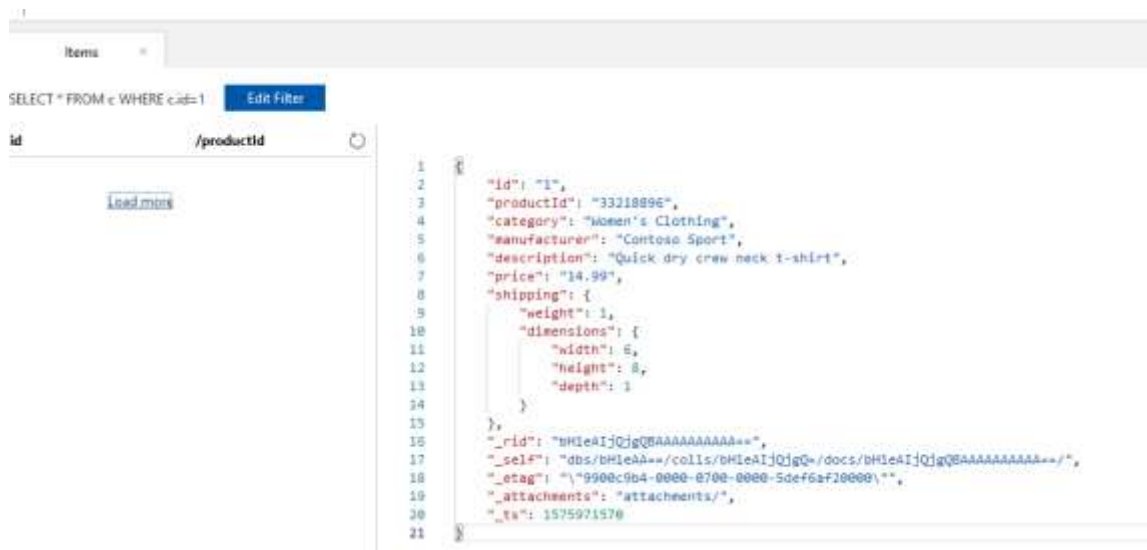 Items
SELECT * FROM c WHERE c.id=1 Edit Filter
id /productId
Load more
1 {
2 "id": "1",
3 "productId": "33218896",
4 "category": "Women's Clothing",
5 "manufacturer": "Contoso Sport",
6 "description": "Quick dry crew neck t-shirt",
7 "price": "14.99",
8 "shipping": {
9 "weight": 1,
10 "dimensions": {
11 "width": 6,
12 "height": 8,
13 "depth": 1
14 }
15 },
16 "_rid": "bH1eAIjQjgQBAAAAAAAAAA==",
17 "_self": "dbs/bH1eAA==/colls/bH1eAIjQjgQ=/docs/bH1eAIjQjgQBAAAAAAAAAA==/",
18 "_etag": "\"9900c9b4-0000-0700-0000-5def6af20000\"",
19 "_attachments": "attachments/",
20 "_ts": 1575971570
21 }